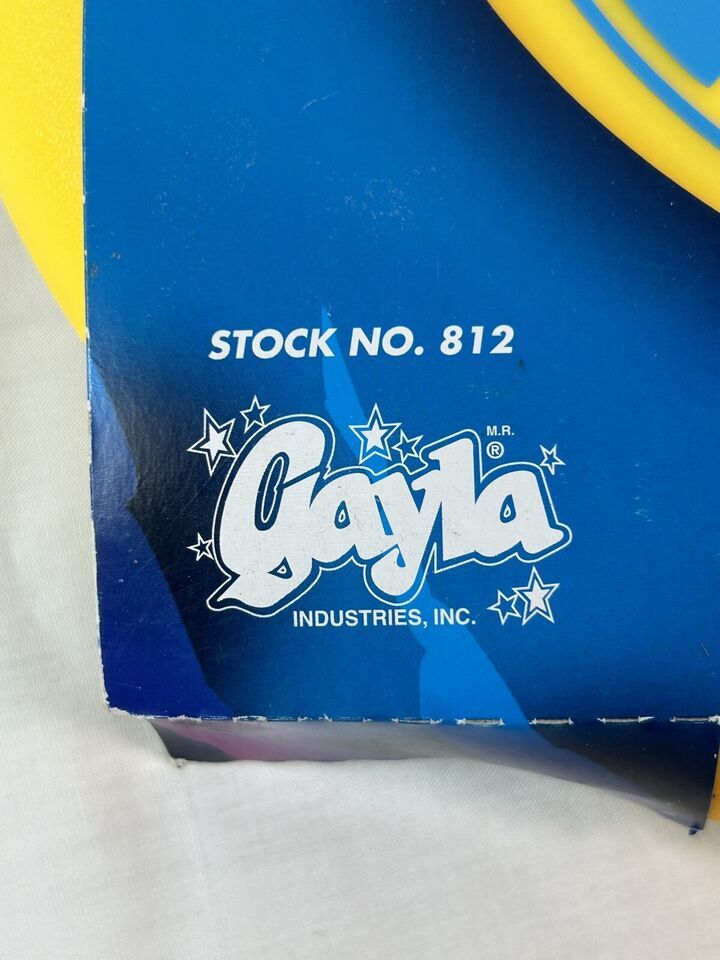 STOCK NO. 812
M.R.
®
Gayla
INDUSTRIES, INC.